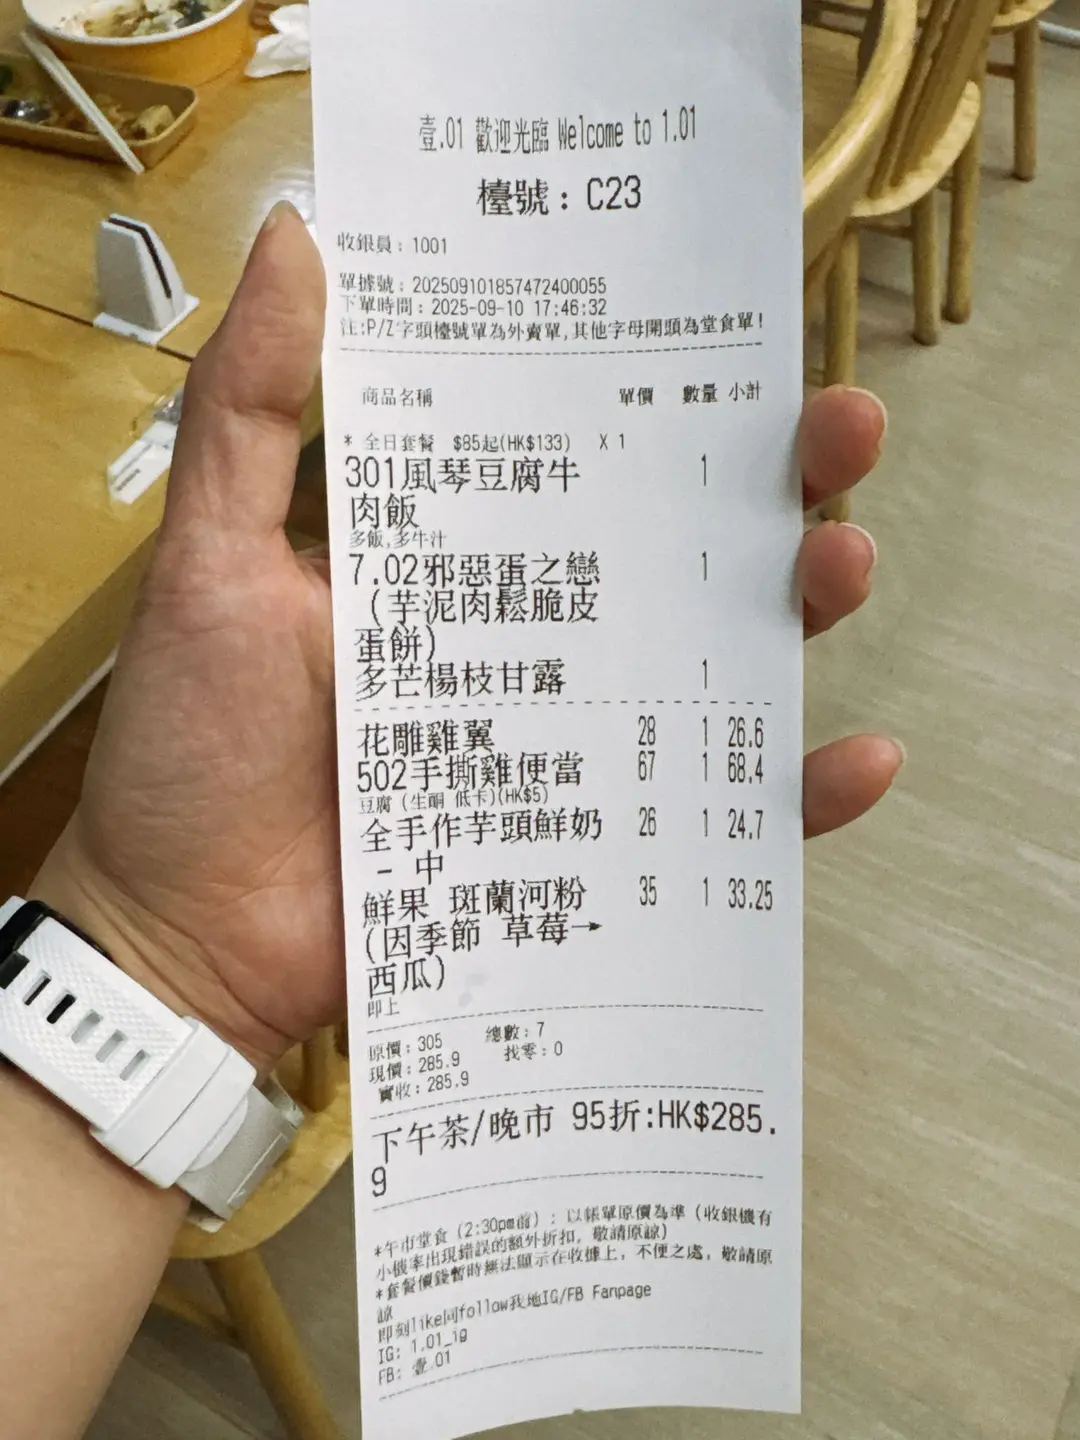 壹.01 歡迎光臨 Welcome to 1.01
檯號: C23
收銀員: 1001
單據號: 202509101857472400055
下單時間: 2025-09-10 17:46:32
注:P/Z字頭檯號單為外賣單,其他字母開頭為堂食單!
商品名稱 單價 數量 小計
* 全日套餐 $85起(HK$133) X 1
301風琴豆腐牛 1
肉飯
多飯,多牛汁
7.02邪惡蛋之戀 1
(芋泥肉鬆脆皮
蛋餅)
多芒楊枝甘露 1
花雕雞翼 28 1 26.6
502手撕雞便當 67 1 68.4
豆腐(生酮 低卡)(HK$5)
全手作芋頭鮮奶 26 1 24.7
- 中
鮮果 斑蘭河粉 35 1 33.25
(因季節 草莓→
西瓜)
即上
原價: 305 總數: 7
現價: 285.9 找零: 0
實收: 285.9
下午茶/晚市 95折:HK$285.
9
*午市堂食 (2:30pm前) : 以帳單原價為準 (收銀機有
小機率出現錯誤的額外折扣, 敬請原諒)
*套餐價錢暫時無法顯示在收據上, 不便之處, 敬請原
諒
即刻like同follow我地IG/FB Fanpage
IG: 1.01_ig
FB: 壹.01